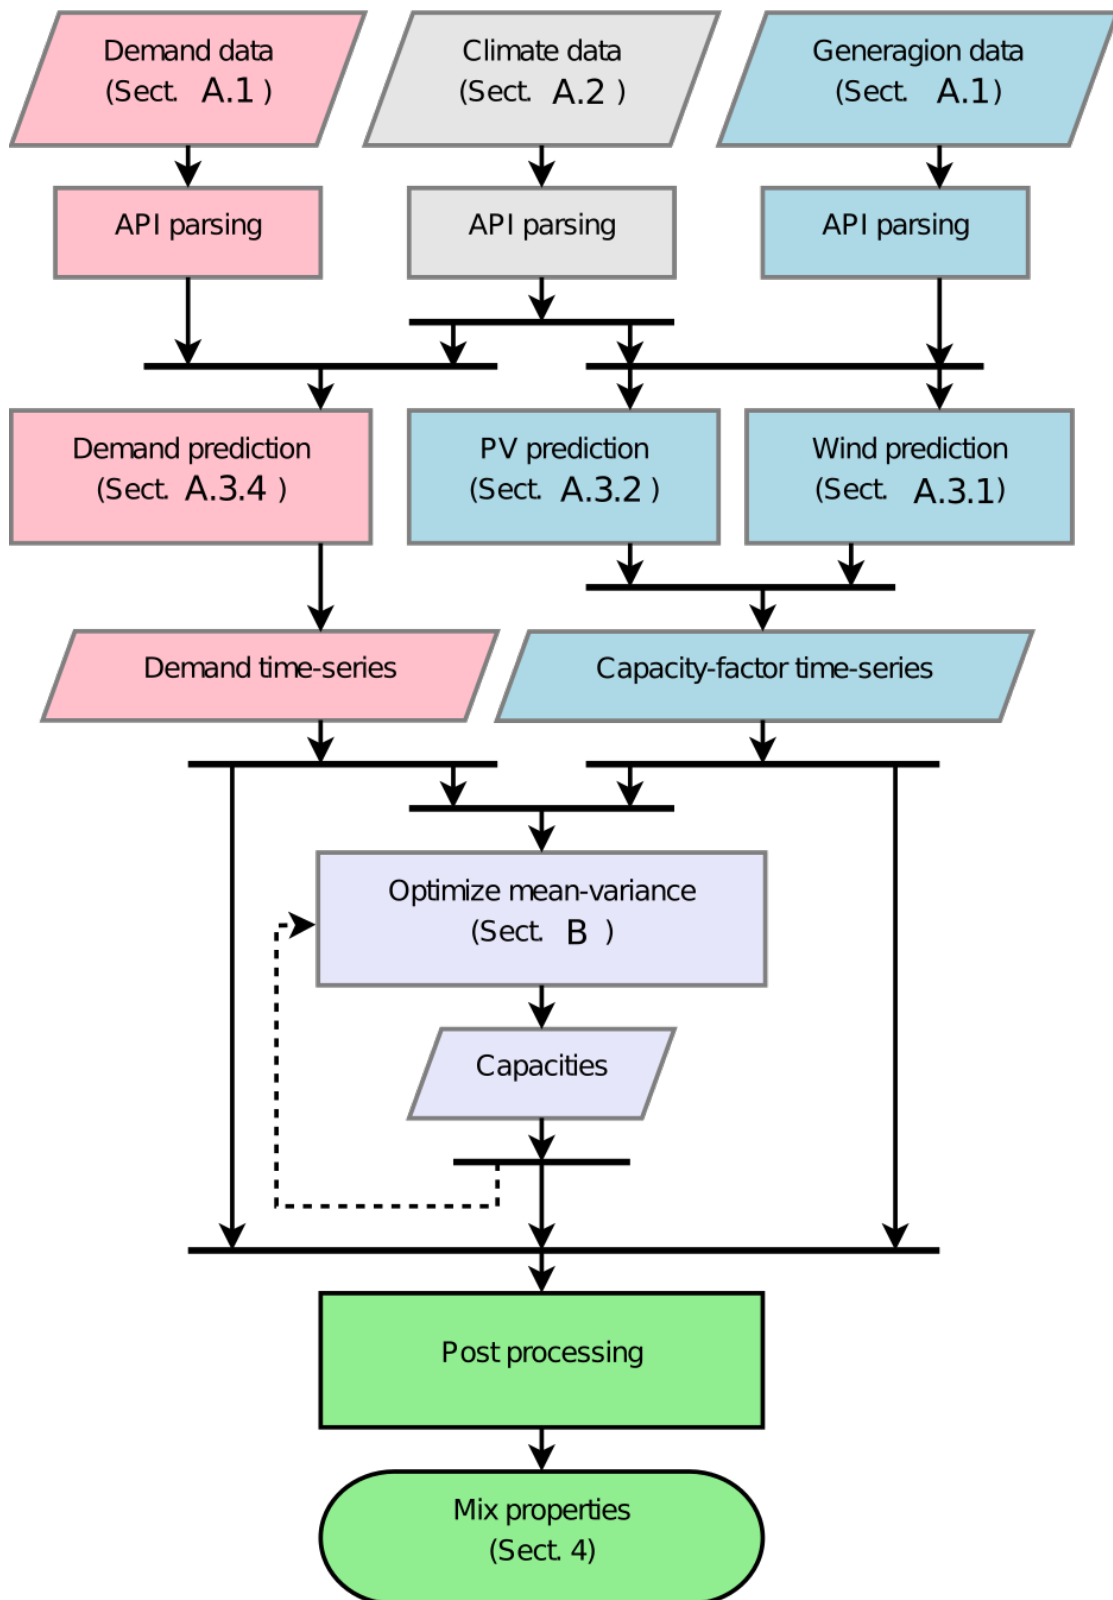 Demand data
(Sect. A.1 )
Climate data
(Sect. A.2 )
Generagion data
(Sect. A.1)
API parsing
API parsing
API parsing
Demand prediction
(Sect. A.3.4 )
PV prediction
(Sect. A.3.2 )
Wind prediction
(Sect. A.3.1)
Demand time-series
Capacity-factor time-series
Optimize mean-variance
(Sect. B )
Capacities
Post processing
Mix properties
(Sect. 4)